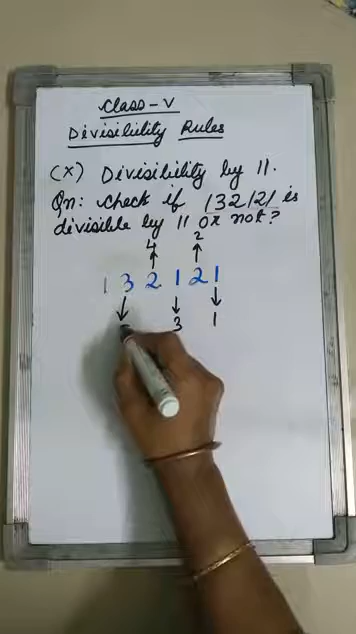 Class-V
Divisibility Rules
(X) Divisibility by 11.
Qn: Check if 132121 is
divisible by 11 or not?
4 2
1 3 2 1 2 1
3 1